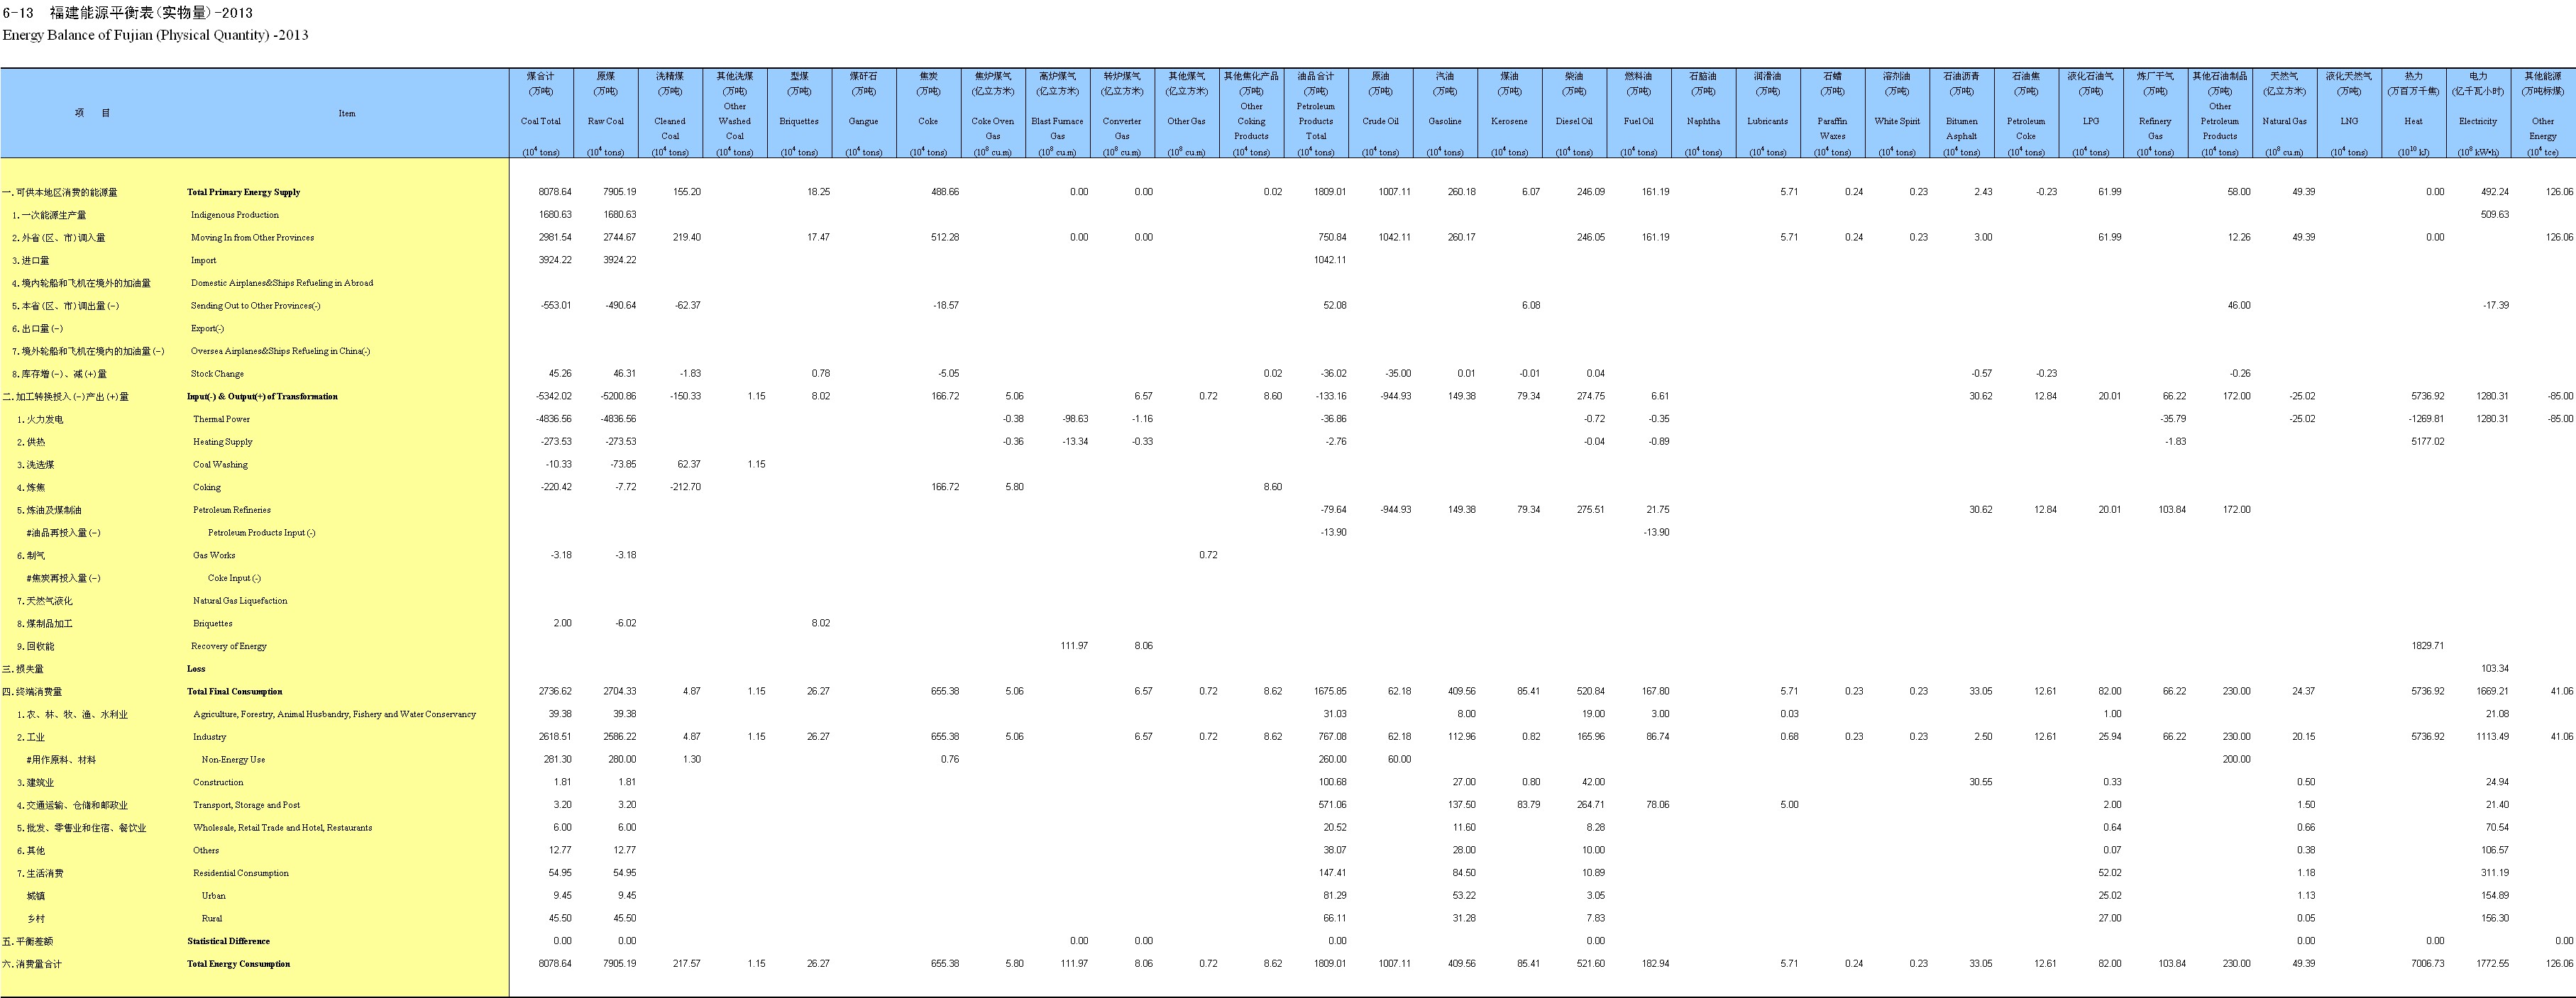 6-13 福建能源平衡表(实物量)-2013
Energy Balance of Fujian (Physical Quantity) -2013
项 目 Item 煤合计 (万吨) Coal Total (10⁴ tons) 原煤 (万吨) Raw Coal (10⁴ tons) 洗精煤 (万吨) Cleaned Coal (10⁴ tons) 其他洗煤 (万吨) Other Washed Coal (10⁴ tons) 型煤 (万吨) Briquettes (10⁴ tons) 煤矸石 (万吨) Gangue (10⁴ tons) 焦炭 (万吨) Coke (10⁴ tons) 焦炉煤气 (亿立方米) Coke Oven Gas (10⁸ cu.m) 高炉煤气 (亿立方米) Blast Furnace Gas (10⁸ cu.m) 转炉煤气 (亿立方米) Converter Gas (10⁸ cu.m) 其他煤气 (亿立方米) Other Gas (10⁸ cu.m) 其他焦化产品 (万吨) Other Coking Products (10⁴ tons) 油品合计 (万吨) Petroleum Products Total (10⁴ tons) 原油 (万吨) Crude Oil (10⁴ tons) 汽油 (万吨) Gasoline (10⁴ tons) 煤油 (万吨) Kerosene (10⁴ tons) 柴油 (万吨) Diesel Oil (10⁴ tons) 燃料油 (万吨) Fuel Oil (10⁴ tons) 石脑油 (万吨) Naphtha (10⁴ tons) 润滑油 (万吨) Lubricants (10⁴ tons) 石蜡 (万吨) Paraffin Waxes (10⁴ tons) 溶剂油 (万吨) White Spirit (10⁴ tons) 石油沥青 (万吨) Bitumen Asphalt (10⁴ tons) 石油焦 (万吨) Petroleum Coke (10⁴ tons) 液化石油气 (万吨) LPG (10⁴ tons) 炼厂干气 (万吨) Refinery Gas (10⁴ tons) 其他石油制品 (万吨) Other Petroleum Products (10⁴ tons) 天然气 (亿立方米) Natural Gas (10⁸ cu.m) 液化天然气 (万吨) LNG (10⁴ tons) 热力 (万百万千焦) Heat (10¹⁰ kJ) 电力 (亿千瓦小时) Electricity (10⁸ kW•h) 其他能源 (万吨标煤) Other Energy (10⁴ tce)
一.可供本地区消费的能源量 Total Primary Energy Supply 8078.64 7905.19 155.20 18.25 488.66 0.00 0.00 0.02 1809.01 1007.11 260.18 6.07 246.09 161.19 5.71 0.24 0.23 2.43 -0.23 61.99 58.00 49.39 0.00 492.24 126.06
1.一次能源生产量 Indigenous Production 1680.63 1680.63 509.63
2.外省(区、市)调入量 Moving In from Other Provinces 2981.54 2744.67 219.40 17.47 512.28 0.00 0.00 750.84 1042.11 260.17 246.05 161.19 5.71 0.24 0.23 3.00 61.99 12.26 49.39 0.00 126.06
3.进口量 Import 3924.22 3924.22 1042.11
4.境内轮船和飞机在境外的加油量 Domestic Airplanes&Ships Refueling in Abroad
5.本省(区、市)调出量(-) Sending Out to Other Provinces(-) -553.01 -490.64 -62.37 -18.57 52.08 6.08 46.00 -17.39
6.出口量(-) Export(-)
7.境外轮船和飞机在境内的加油量(-) Oversea Airplanes&Ships Refueling in China(-)
8.库存增(-)、减(+)量 Stock Change 45.26 46.31 -1.83 0.78 -5.05 0.02 -36.02 -35.00 0.01 -0.01 0.04 -0.57 -0.23 -0.26
二.加工转换投入(-)产出(+)量 Input(-) & Output(+) of Transformation -5342.02 -5200.86 -150.33 1.15 8.02 166.72 5.06 6.57 0.72 8.60 -133.16 -944.93 149.38 79.34 274.75 6.61 30.62 12.84 20.01 66.22 172.00 -25.02 5736.92 1280.31 -85.00
1.火力发电 Thermal Power -4836.56 -4836.56 -0.38 -98.63 -1.16 -36.86 -0.72 -0.35 -35.79 -25.02 -1269.81 1280.31 -85.00
2.供热 Heating Supply -273.53 -273.53 -0.36 -13.34 -0.33 -2.76 -0.04 -0.89 -1.83 5177.02
3.洗选煤 Coal Washing -10.33 -73.85 62.37 1.15
4.炼焦 Coking -220.42 -7.72 -212.70 166.72 5.80 8.60
5.炼油及煤制油 Petroleum Refineries -79.64 -944.93 149.38 79.34 275.51 21.75 30.62 12.84 20.01 103.84 172.00
#油品再投入量(-) Petroleum Products Input (-) -13.90 -13.90
6.制气 Gas Works -3.18 -3.18 0.72
#焦炭再投入量(-) Coke Input (-)
7.天然气液化 Natural Gas Liquefaction
8.煤制品加工 Briquettes 2.00 -6.02 8.02
9.回收能 Recovery of Energy 111.97 8.06 1829.71
三.损失量 Loss 103.34
四.终端消费量 Total Final Consumption 2736.62 2704.33 4.87 1.15 26.27 655.38 5.06 6.57 0.72 8.62 1675.85 62.18 409.56 85.41 520.84 167.80 5.71 0.23 0.23 33.05 12.61 82.00 66.22 230.00 24.37 5736.92 1669.21 41.06
1.农、林、牧、渔、水利业 Agriculture, Forestry, Animal Husbandry, Fishery and Water Conservancy 39.38 39.38 31.03 8.00 19.00 3.00 0.03 1.00 21.08
2.工业 Industry 2618.51 2586.22 4.87 1.15 26.27 655.38 5.06 6.57 0.72 8.62 767.08 62.18 112.96 0.82 165.96 86.74 0.68 0.23 0.23 2.50 12.61 25.94 66.22 230.00 20.15 5736.92 1113.49 41.06
#用作原料、材料 Non-Energy Use 281.30 280.00 1.30 0.76 260.00 60.00 200.00
3.建筑业 Construction 1.81 1.81 100.68 27.00 0.80 42.00 30.55 0.33 0.50 24.94
4.交通运输、仓储和邮政业 Transport, Storage and Post 3.20 3.20 571.06 137.50 83.79 264.71 78.06 5.00 2.00 1.50 21.40
5.批发、零售业和住宿、餐饮业 Wholesale, Retail Trade and Hotel, Restaurants 6.00 6.00 20.52 11.60 8.28 0.64 0.66 70.54
6.其他 Others 12.77 12.77 38.07 28.00 10.00 0.07 0.38 106.57
7.生活消费 Residential Consumption 54.95 54.95 147.41 84.50 10.89 52.02 1.18 311.19
城镇 Urban 9.45 9.45 81.29 53.22 3.05 25.02 1.13 154.89
乡村 Rural 45.50 45.50 66.11 31.28 7.83 27.00 0.05 156.30
五.平衡差额 Statistical Difference 0.00 0.00 0.00 0.00 0.00 0.00 0.00 0.00 0.00
六.消费量合计 Total Energy Consumption 8078.64 7905.19 217.57 1.15 26.27 655.38 5.80 111.97 8.06 0.72 8.62 1809.01 1007.11 409.56 85.41 521.60 182.94 5.71 0.24 0.23 33.05 12.61 82.00 103.84 230.00 49.39 7006.73 1772.55 126.06